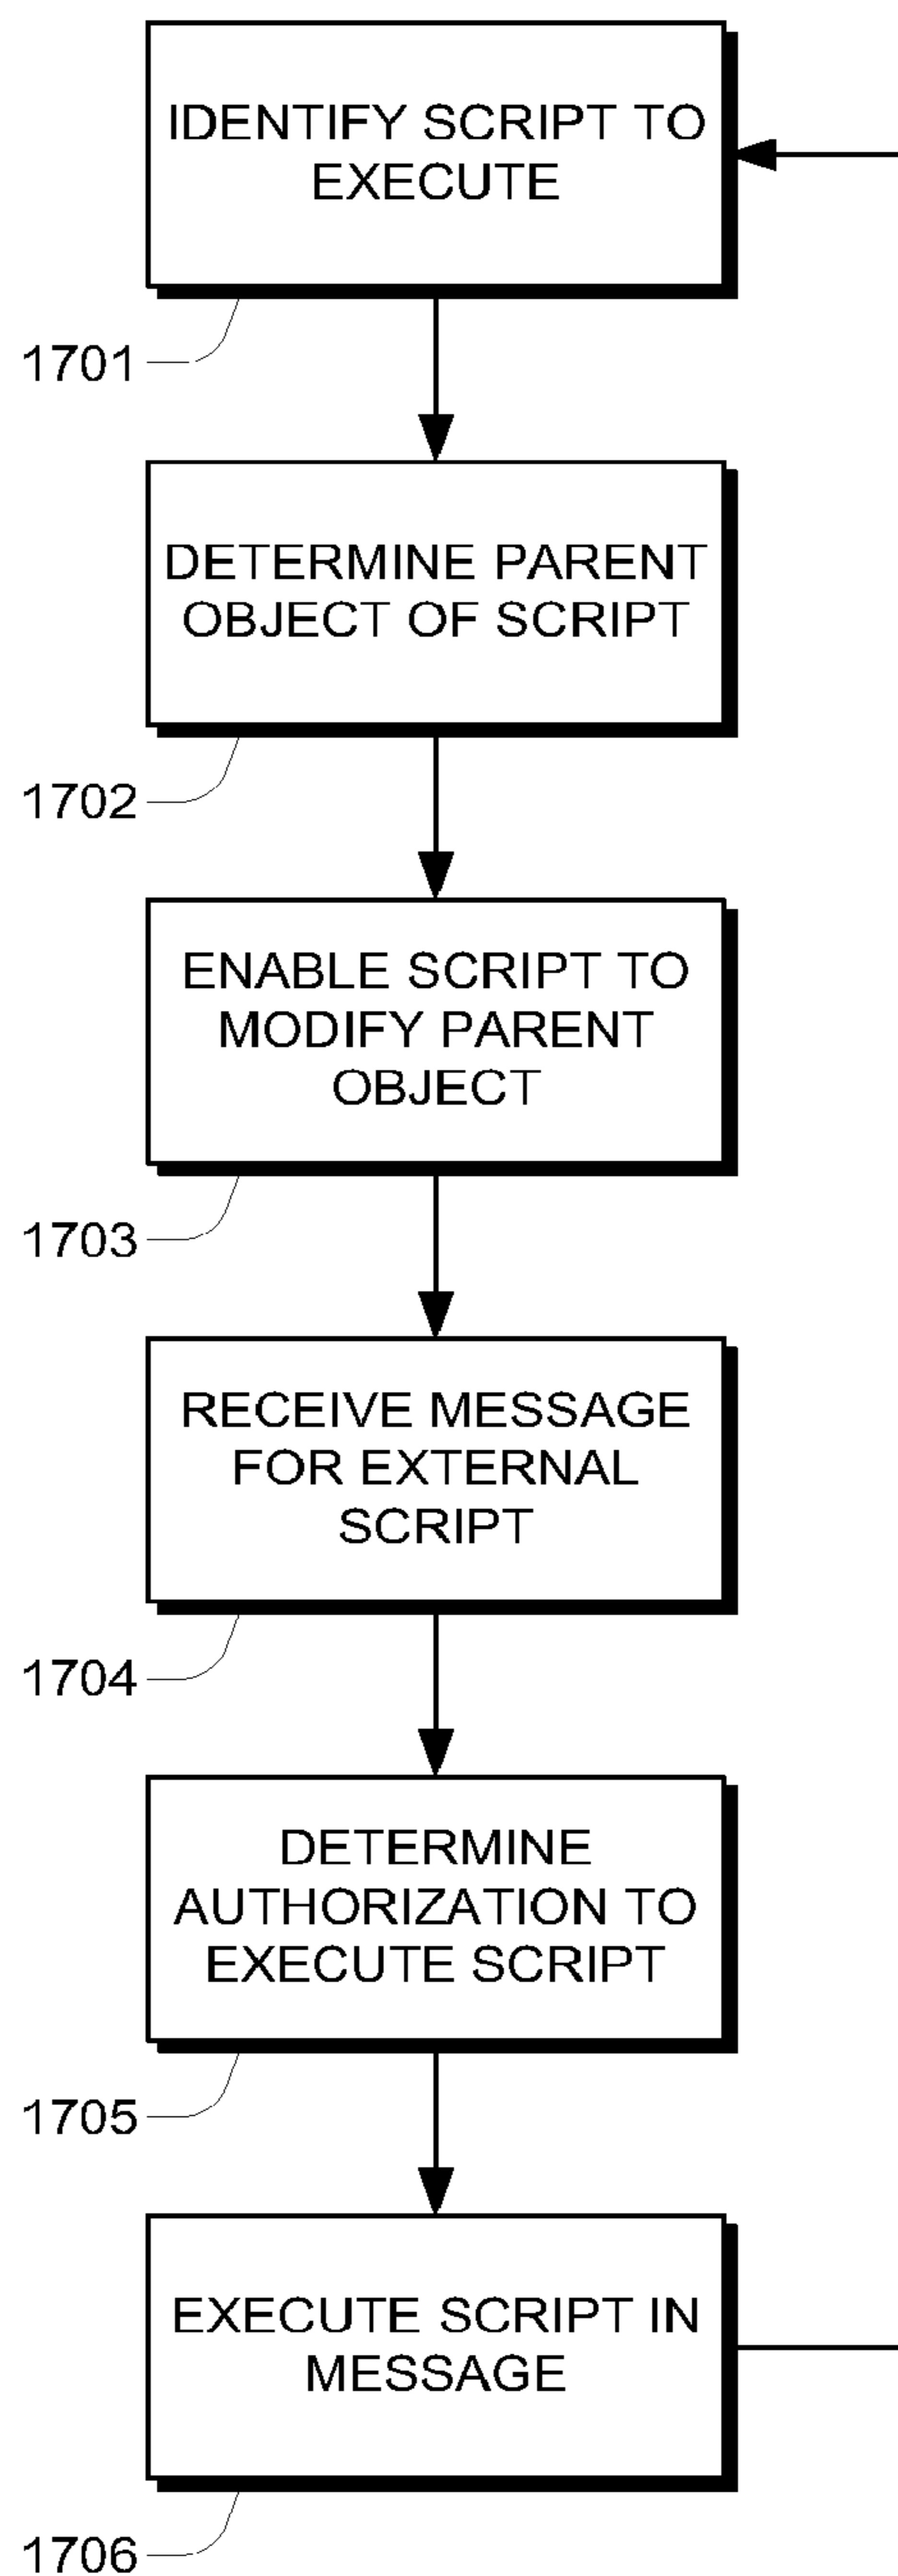 IDENTIFY SCRIPT TO
EXECUTE
1701
DETERMINE PARENT
OBJECT OF SCRIPT
1702
ENABLE SCRIPT TO
MODIFY PARENT
OBJECT
1703
RECEIVE MESSAGE
FOR EXTERNAL
SCRIPT
1704
DETERMINE
AUTHORIZATION TO
EXECUTE SCRIPT
1705
EXECUTE SCRIPT IN
MESSAGE
1706